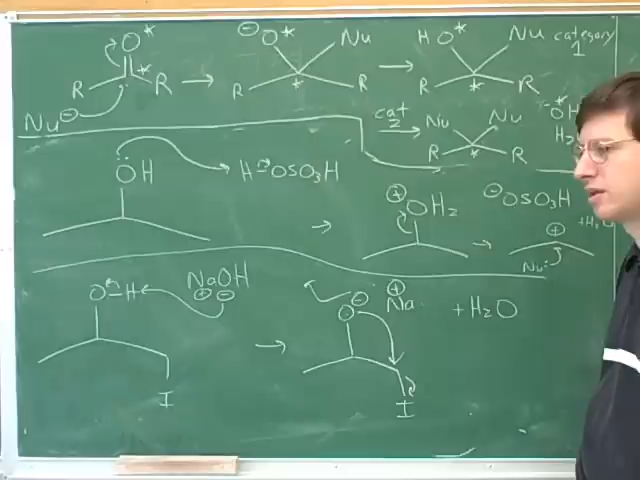 O* ⊖O* Nu HO* Nu category 1
R * R R * R R * R
Nu⊖
cat 2 Nu Nu *OH
R * R H₂
:OH H OSO₃H
⊕OH₂ ⊖OSO₃H
⊕ +H₂O
Nu:
O-H NaOH ⊕ ⊖ O⊖ ⊕Na + H₂O
I I